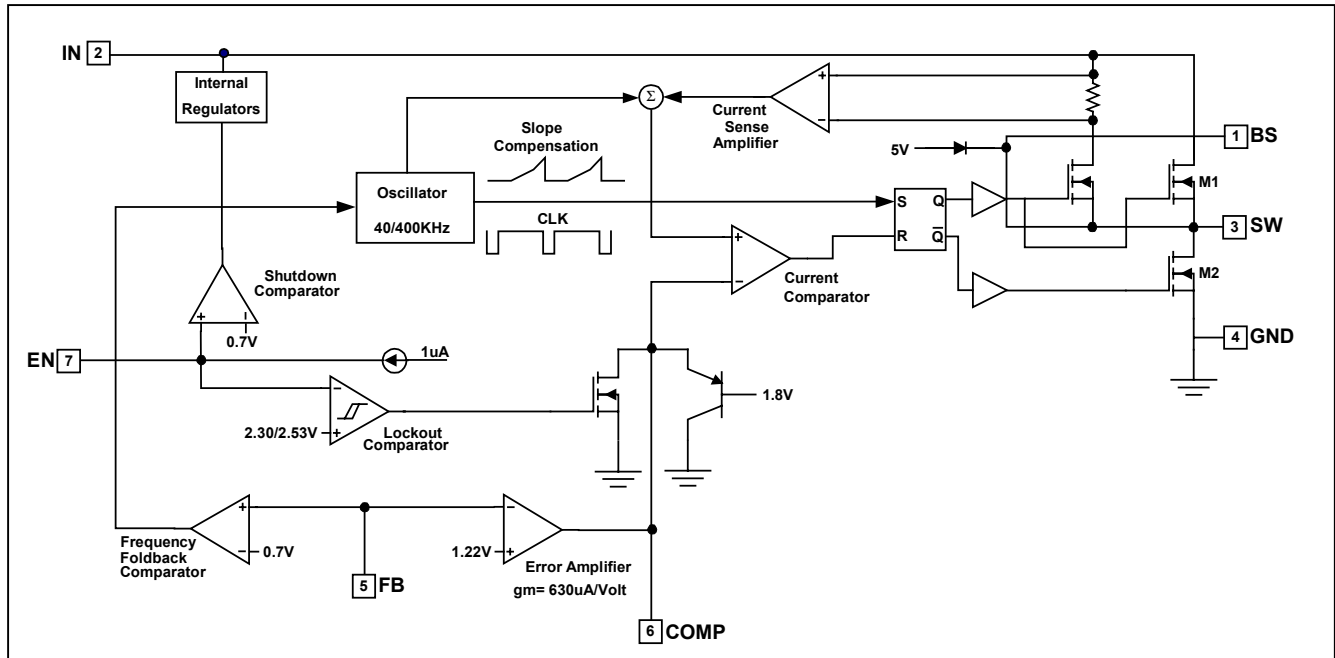 IN 2
Internal
Regulators
Σ
+
−
Current
Sense
Amplifier
Slope
Compensation
5V
1 BS
Oscillator
40/400KHz
CLK
S Q
R Q̅
M1
3 SW
+
−
Current
Comparator
M2
Shutdown
Comparator
+ −
0.7V
4 GND
EN 7
1uA
−
2.30/2.53V +
Lockout
Comparator
1.8V
Frequency
Foldback
Comparator
+
− 0.7V
−
1.22V +
Error Amplifier
gm= 630uA/Volt
5 FB
6 COMP